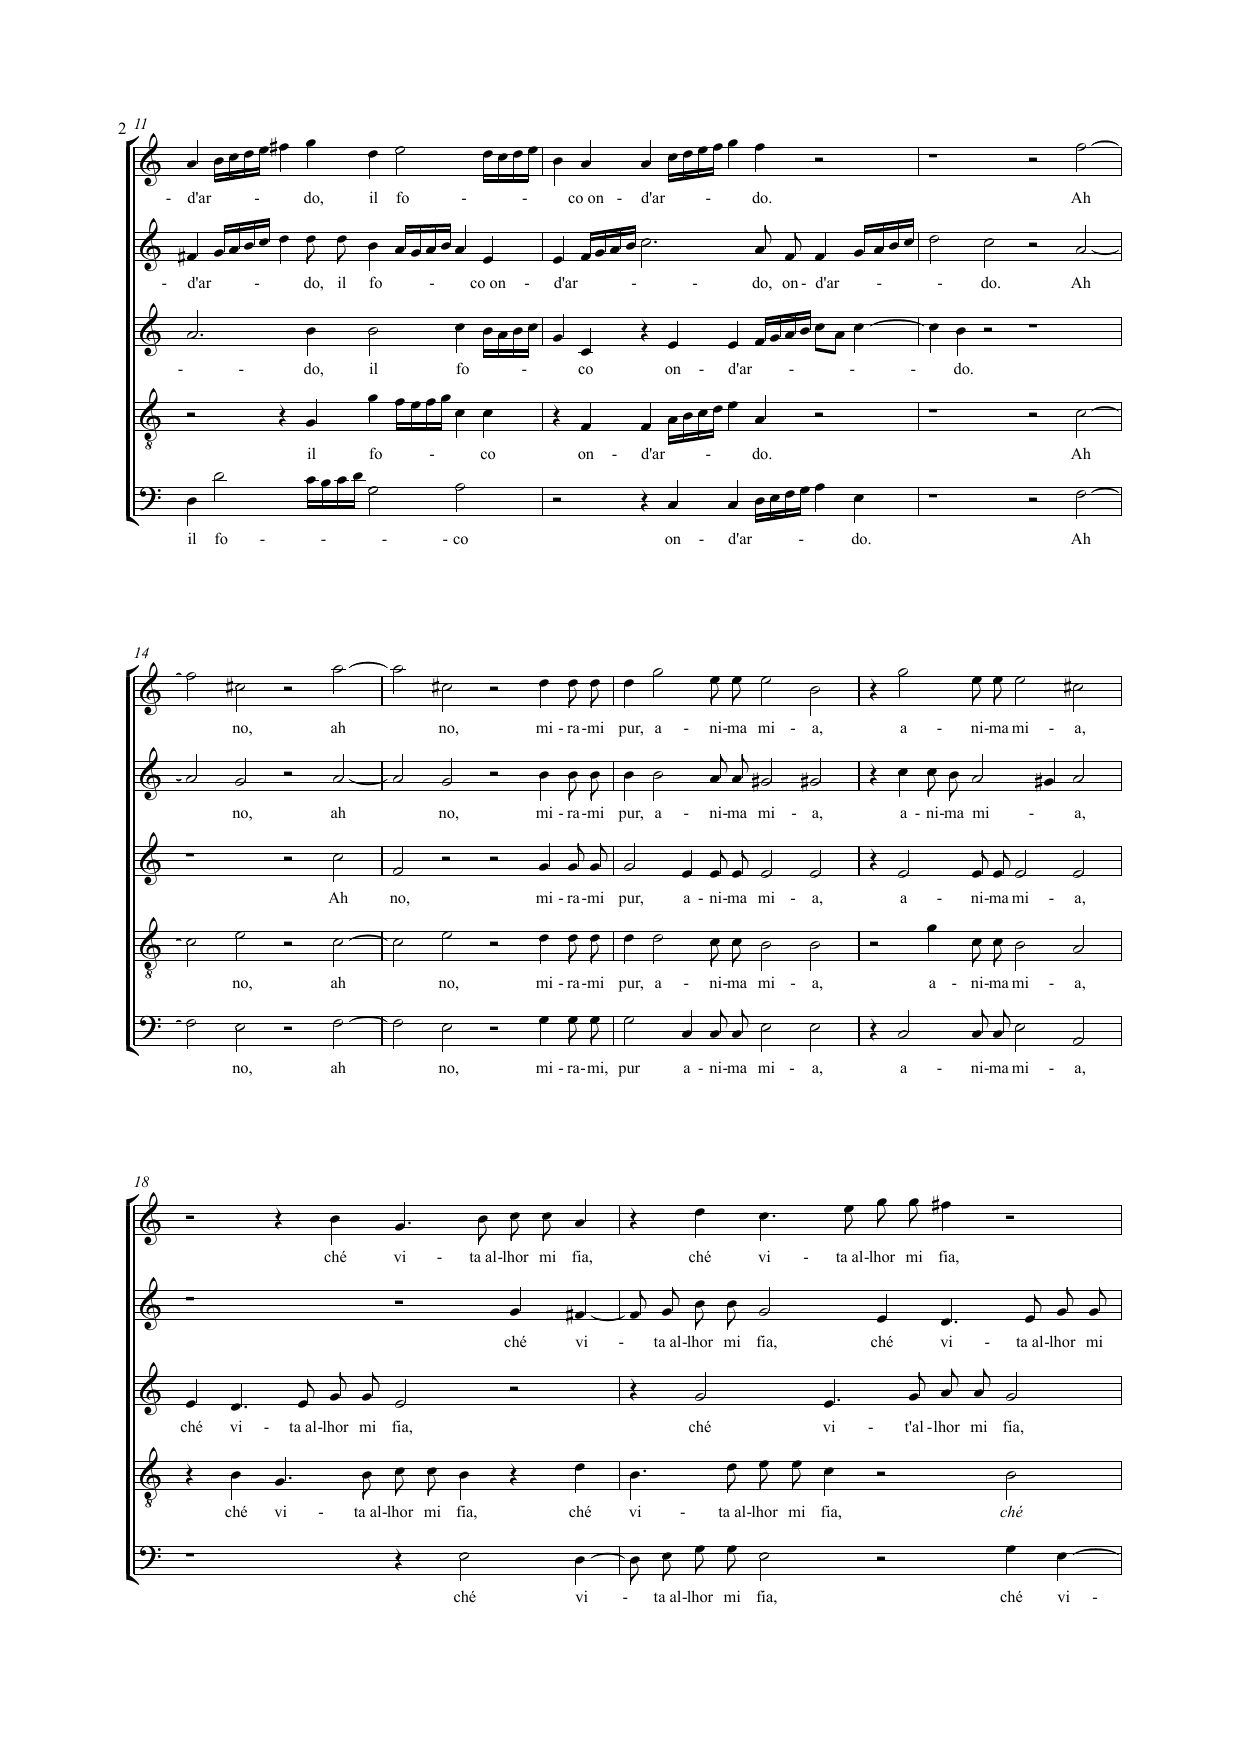 2 11
- d'ar - do, il fo - - co on - d'ar - do. Ah
- d'ar - do, il fo - co on - d'ar - - - do, on - d'ar - - do. Ah
- - do, il fo - co on - d'ar - - - do.
il fo - co on - d'ar - do. Ah
il fo - - - - co on - d'ar - do. Ah
14
no, ah no, mi - ra - mi pur, a - ni - ma mi - a, a - ni - ma mi - a,
no, ah no, mi - ra - mi pur, a - ni - ma mi - a, a - ni - ma mi - a,
Ah no, mi - ra - mi pur, a - ni - ma mi - a, a - ni - ma mi - a,
no, ah no, mi - ra - mi pur, a - ni - ma mi - a, a - ni - ma mi - a,
no, ah no, mi - ra - mi, pur a - ni - ma mi - a, a - ni - ma mi - a,
18
ché vi - ta al - lhor mi fia, ché vi - ta al - lhor mi fia,
ché vi - ta al - lhor mi fia, ché vi - ta al - lhor mi
ché vi - ta al - lhor mi fia, ché vi - t'al - lhor mi fia,
8 ché vi - ta al - lhor mi fia, ché vi - ta al - lhor mi fia, ché
ché vi - ta al - lhor mi fia, ché vi -